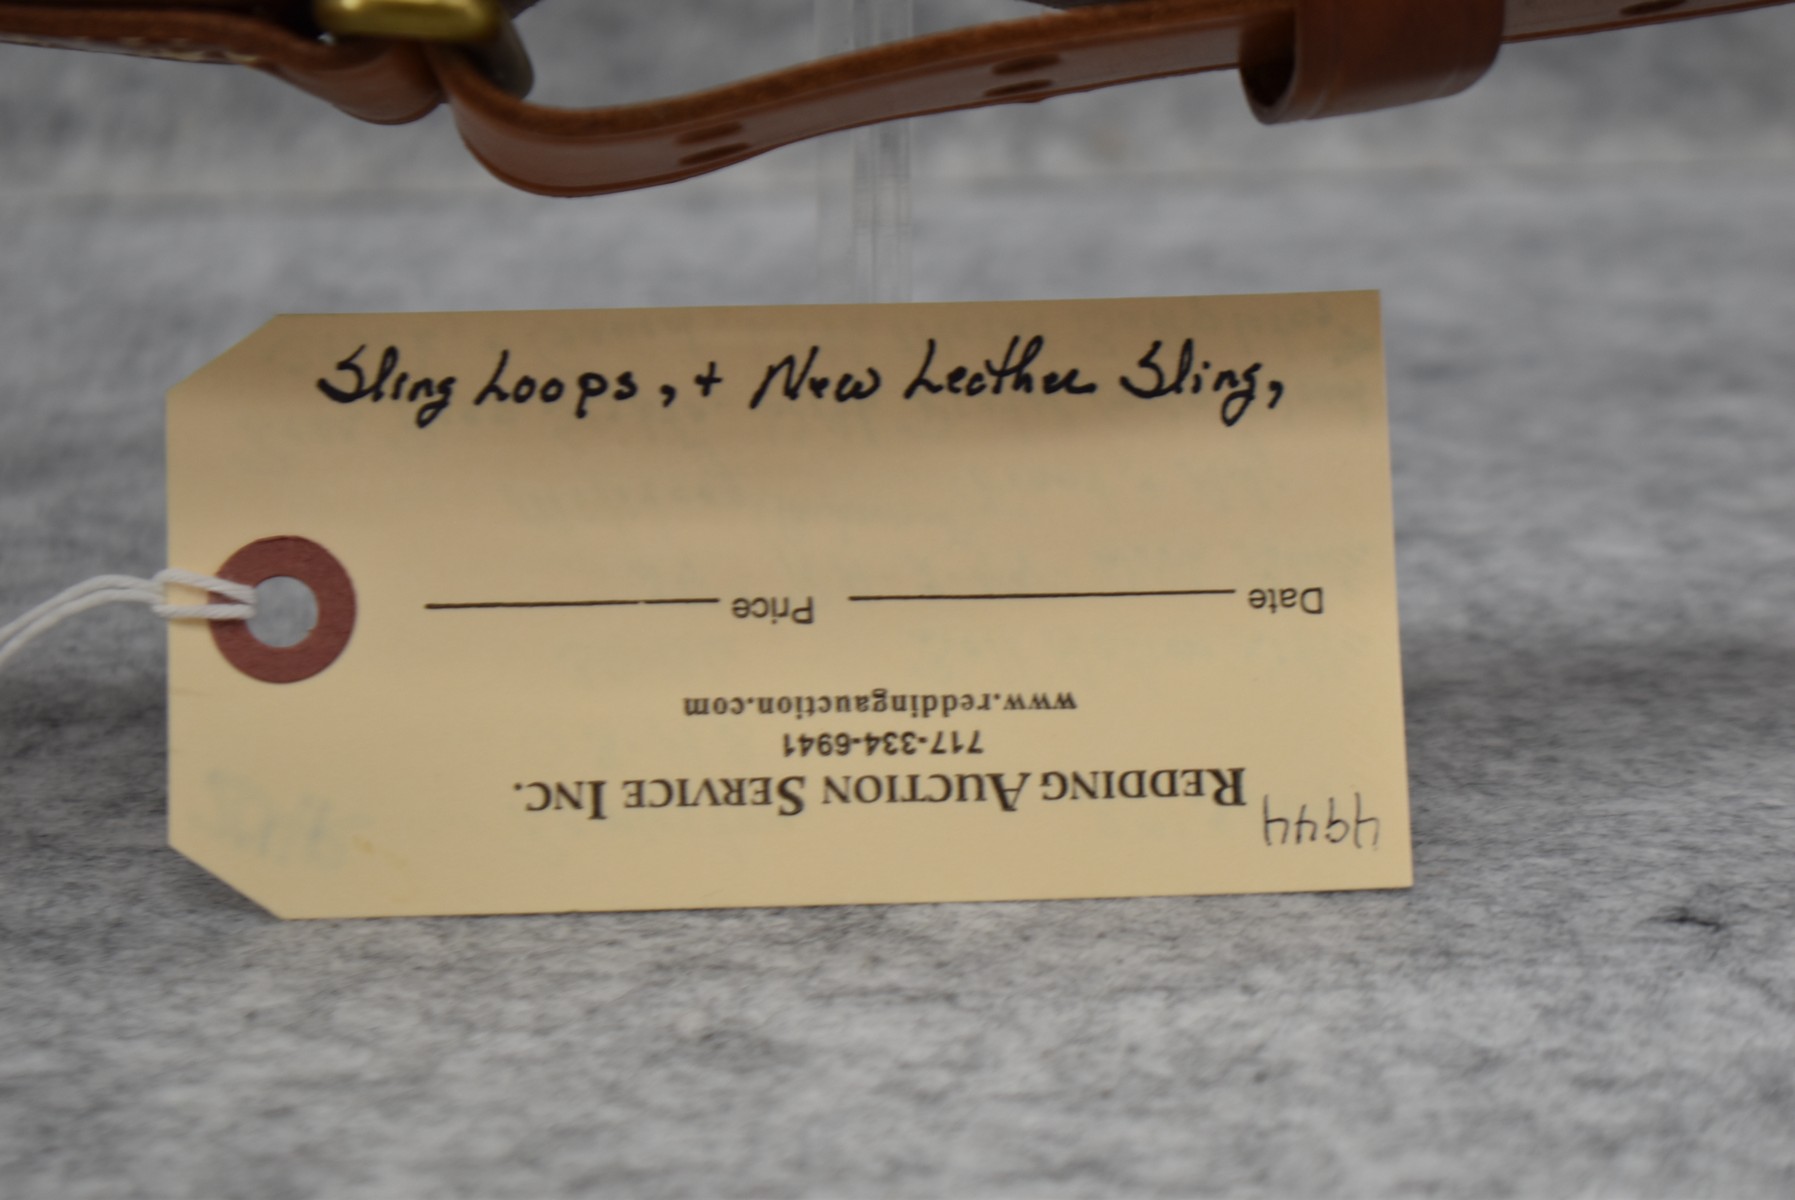 Sling Loops, + New Leather Sling,
4944
REDDING AUCTION SERVICE INC.
717-334-6941
www.reddingauction.com
Date Price